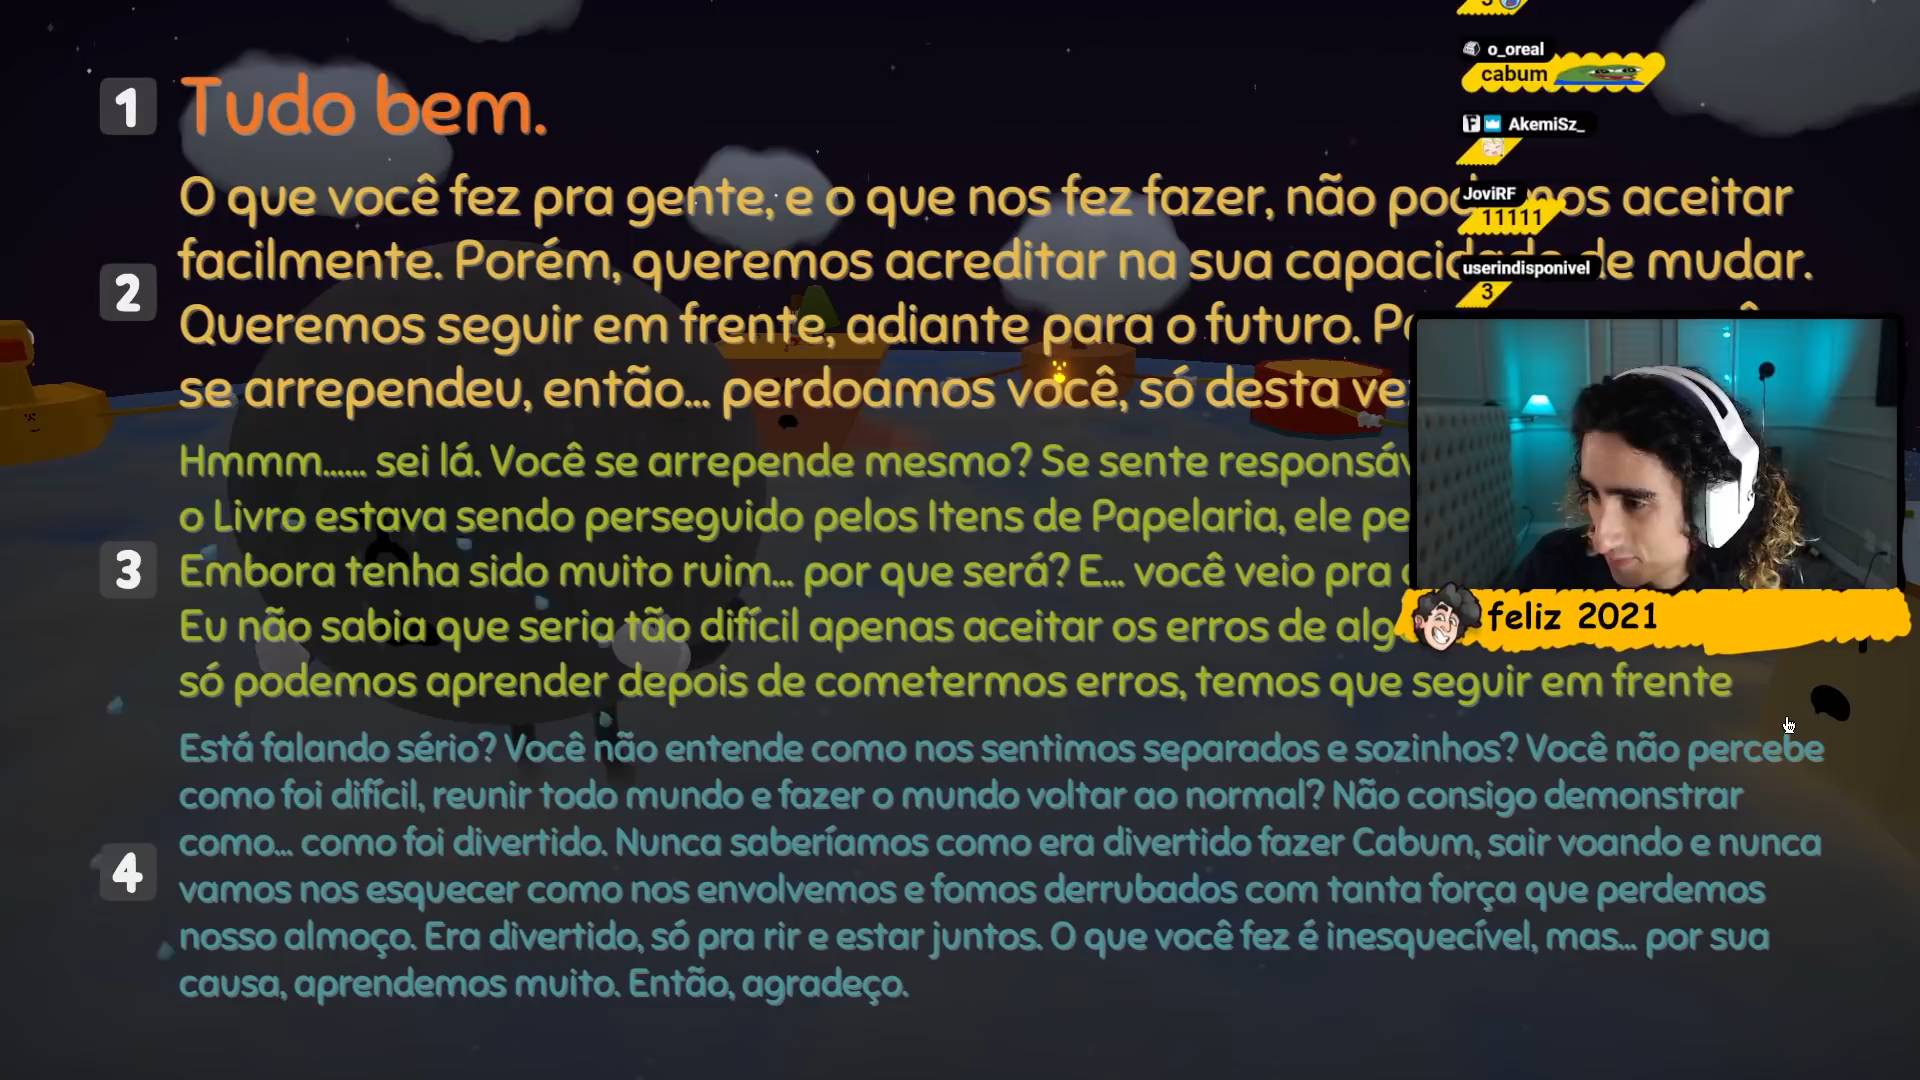 1
Tudo bem.
2
O que você fez pra gente, e o que nos fez fazer, não aceitar
facilmente. Porém, queremos acreditar na sua de mudar.
Queremos seguir em frente, adiante para o futuro.
se arrependeu, então... perdoamos você, só desta
3
Hmmm...... sei lá. Você se arrepende mesmo? Se sente
o Livro estava sendo perseguido pelos Itens de Papelaria, ele
Embora tenha sido muito ruim... por que será? E... você veio pra
Eu não sabia que seria tão difícil apenas aceitar os erros de
só podemos aprender depois de cometermos erros, temos que seguir em frente
4
Está falando sério? Você não entende como nos sentimos separados e sozinhos? Você não percebe
como foi difícil, reunir todo mundo e fazer o mundo voltar ao normal? Não consigo demonstrar
como... como foi divertido. Nunca saberíamos como era divertido fazer Cabum, sair voando e nunca
vamos nos esquecer como nos envolvemos e fomos derrubados com tanta força que perdemos
nosso almoço. Era divertido, só pra rir e estar juntos. O que você fez é inesquecível, mas... por sua
causa, aprendemos muito. Então, agradeço.
o_oreal
cabum
AkemiSz_
JoviRF
11111
userindisponivel
3
feliz 2021